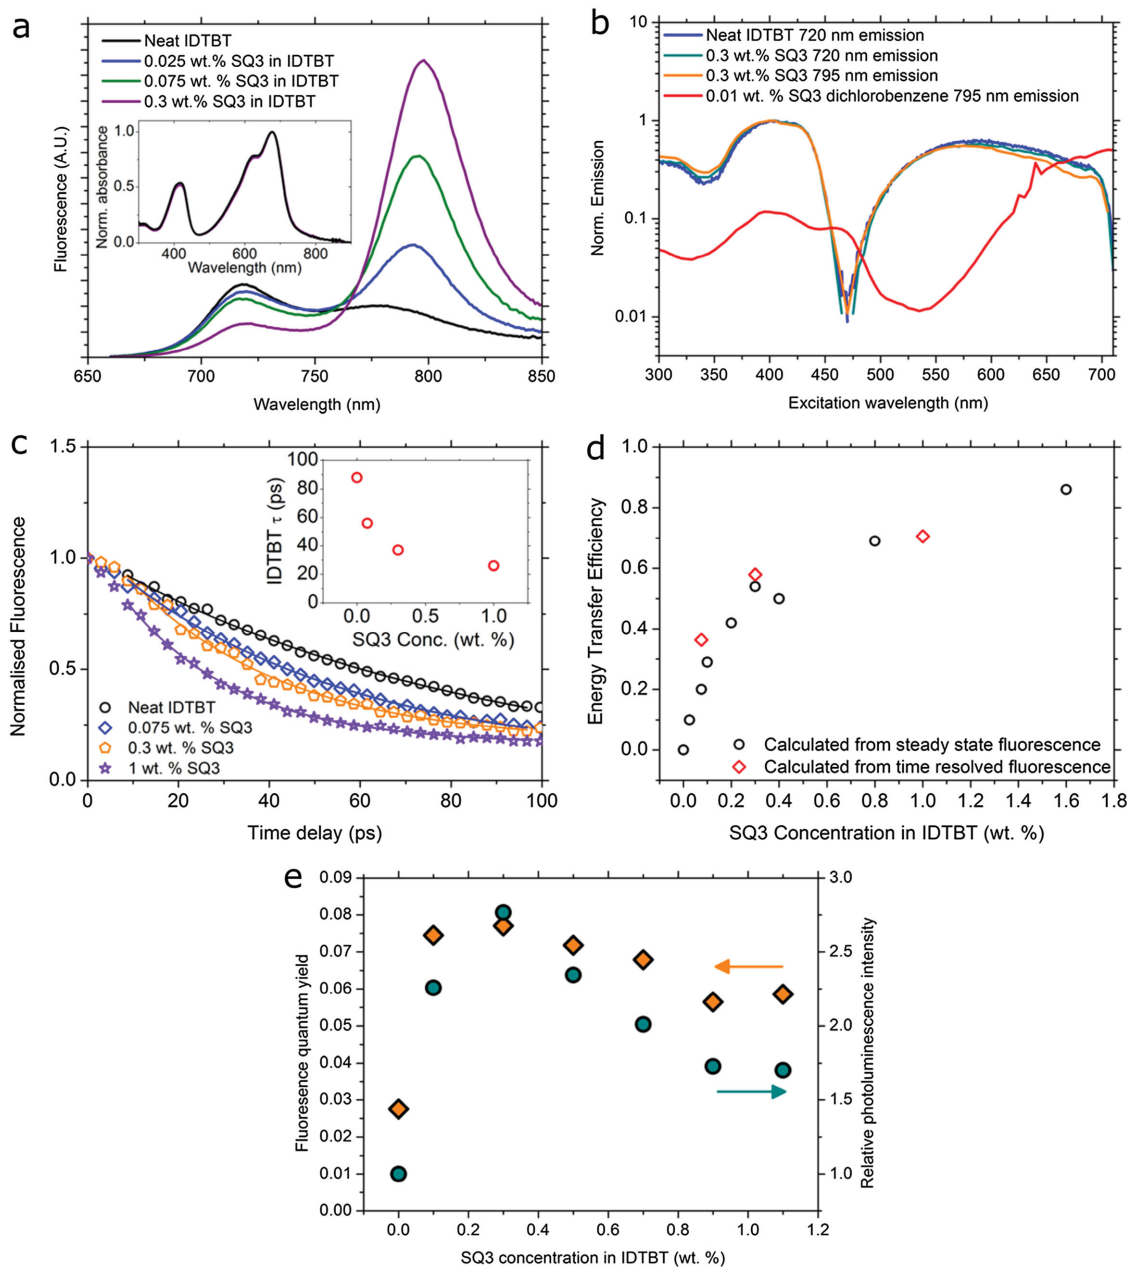 a
Neat IDTBT
0.025 wt.% SQ3 in IDTBT
0.075 wt. % SQ3 in IDTBT
0.3 wt.% SQ3 in IDTBT
Fluorescence (A.U.)
1.0
0.5
0.0
Norm. absorbance
400 600 800
Wavelength (nm)
650 700 750 800 850
Wavelength (nm)
b
Neat IDTBT 720 nm emission
0.3 wt.% SQ3 720 nm emission
0.3 wt.% SQ3 795 nm emission
0.01 wt. % SQ3 dichlorobenzene 795 nm emission
Norm. Emission
10
1
0.1
0.01
300 350 400 450 500 550 600 650 700
Excitation wavelength (nm)
c
Normalised Fluorescence
1.5
1.0
0.5
0.0
IDTBT τ (ps)
100
80
60
40
20
0
0.0 0.5 1.0
SQ3 Conc. (wt. %)
Neat IDTBT
0.075 wt. % SQ3
0.3 wt. % SQ3
1 wt. % SQ3
0 20 40 60 80 100
Time delay (ps)
d
Energy Transfer Efficiency
1.0
0.8
0.6
0.4
0.2
0.0
Calculated from steady state fluorescence
Calculated from time resolved fluorescence
0.0 0.2 0.4 0.6 0.8 1.0 1.2 1.4 1.6 1.8
SQ3 Concentration in IDTBT (wt. %)
e
Fluoresence quantum yield
0.09
0.08
0.07
0.06
0.05
0.04
0.03
0.02
0.01
0.00
3.0
2.5
2.0
1.5
1.0
Relative photoluminescence intensity
0.0 0.2 0.4 0.6 0.8 1.0 1.2
SQ3 concentration in IDTBT (wt. %)